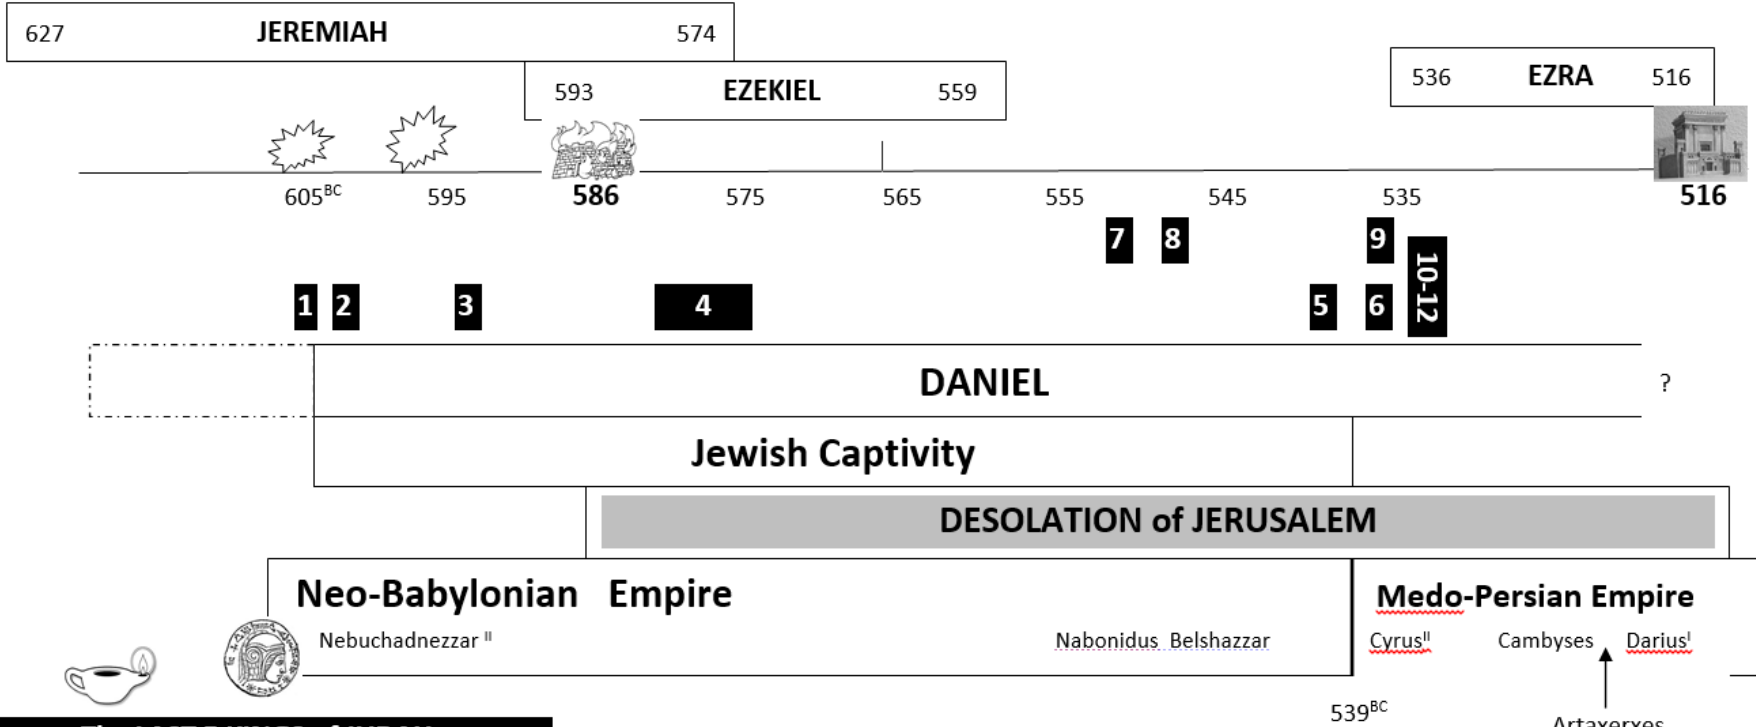 627 JEREMIAH 574
593 EZEKIEL 559
536 EZRA 516
605BC 595 586 575 565 555 545 535 516
7 8 9 10-12
1 2 3 4 5 6
DANIEL ?
Jewish Captivity
DESOLATION of JERUSALEM
Neo-Babylonian Empire Medo-Persian Empire
Nebuchadnezzar II Nabonidus Belshazzar CyrusII Cambyses DariusI
539BC
Artaxerxes